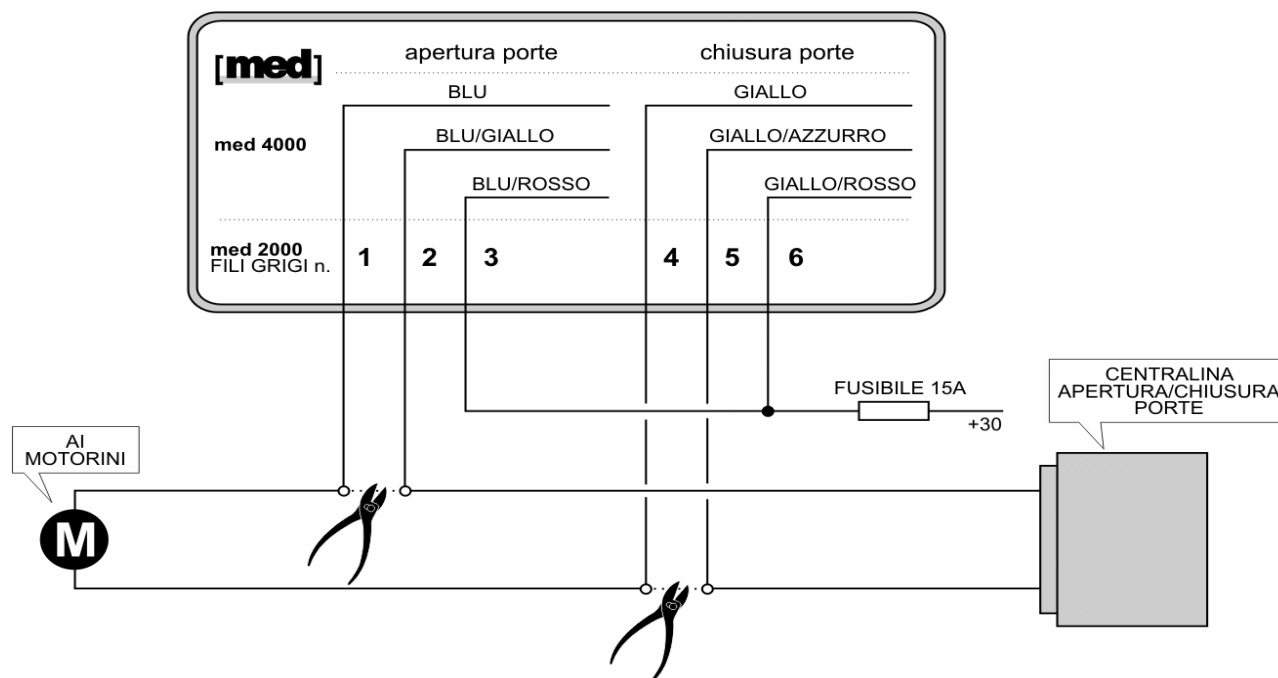 [med]
apertura porte
chiusura porte
BLU
GIALLO
med 4000
BLU/GIALLO
GIALLO/AZZURRO
BLU/ROSSO
GIALLO/ROSSO
med 2000
FILI GRIGI n.
1 2 3 4 5 6
CENTRALINA
APERTURA/CHIUSURA
PORTE
FUSIBILE 15A
+30
AI
MOTORINI
M